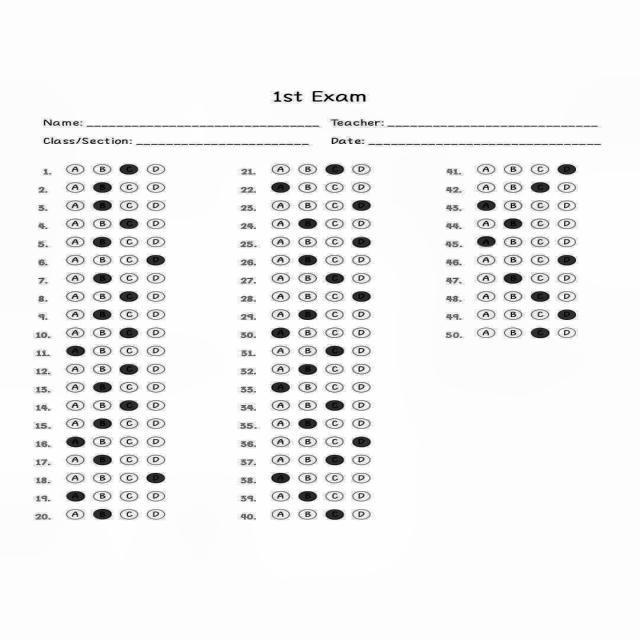 1st Exam
Name: ______________________________ Teacher: ___________________________
Class/Section: ______________________ Date: ______________________________
1. A B C D 21. A B C D 41. A B C D
2. A B C D 22. A B C D 42. A B C D
3. A B C D 23. A B C D 43. A B C D
4. A B C D 24. A B C D 44. A B C D
5. A B C D 25. A B C D 45. A B C D
6. A B C D 26. A B C D 46. A B C D
7. A B C D 27. A B C D 47. A B C D
8. A B C D 28. A B C D 48. A B C D
9. A B C D 29. A B C D 49. A B C D
10. A B C D 30. A B C D 50. A B C D
11. A B C D 31. A B C D
12. A B C D 32. A B C D
13. A B C D 33. A B C D
14. A B C D 34. A B C D
15. A B C D 35. A B C D
16. A B C D 36. A B C D
17. A B C D 37. A B C D
18. A B C D 38. A B C D
19. A B C D 39. A B C D
20. A B C D 40. A B C D